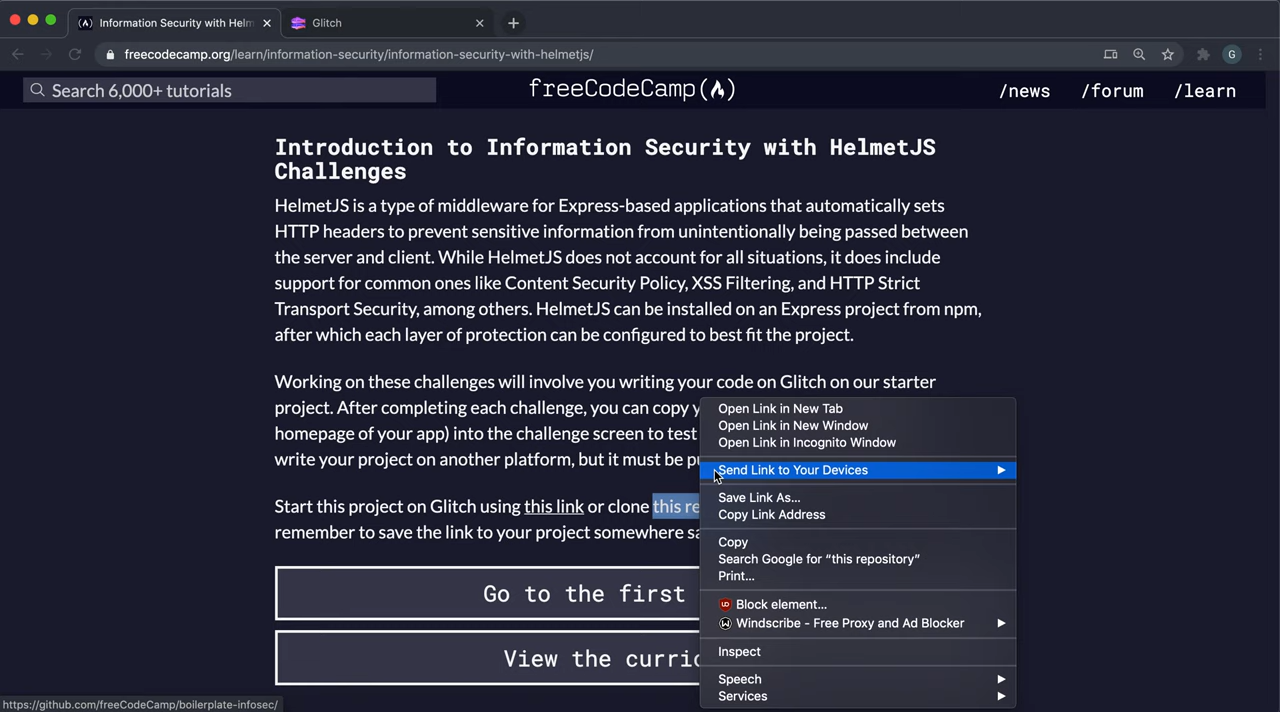 Information Security with Helm
Glitch
freecodecamp.org/learn/information-security/information-security-with-helmetjs/
G
Search 6,000+ tutorials
freeCodeCamp
/news
/forum
/learn
Introduction to Information Security with HelmetJS
Challenges
HelmetJS is a type of middleware for Express-based applications that automatically sets
HTTP headers to prevent sensitive information from unintentionally being passed between
the server and client. While HelmetJS does not account for all situations, it does include
support for common ones like Content Security Policy, XSS Filtering, and HTTP Strict
Transport Security, among others. HelmetJS can be installed on an Express project from npm,
after which each layer of protection can be configured to best fit the project.
Working on these challenges will involve you writing your code on Glitch on our starter
project. After completing each challenge, you can copy y
homepage of your app) into the challenge screen to test
write your project on another platform, but it must be pu
Start this project on Glitch using this link or clone this re
remember to save the link to your project somewhere sa
Go to the first
View the curric
Open Link in New Tab
Open Link in New Window
Open Link in Incognito Window
Send Link to Your Devices
Save Link As...
Copy Link Address
Copy
Search Google for “this repository”
Print...
Block element...
Windscribe - Free Proxy and Ad Blocker
Inspect
Speech
Services
https://github.com/freeCodeCamp/boilerplate-infosec/